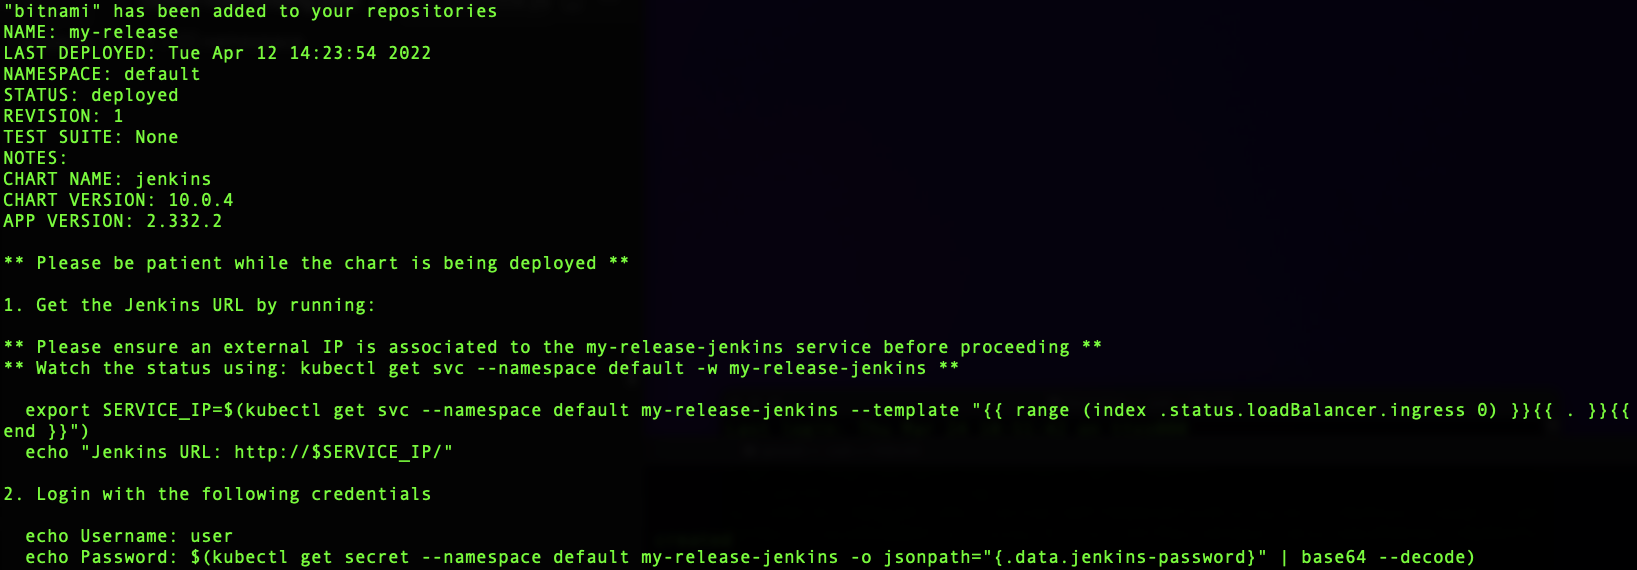 "bitnami" has been added to your repositories
NAME: my-release
LAST DEPLOYED: Tue Apr 12 14:23:54 2022
NAMESPACE: default
STATUS: deployed
REVISION: 1
TEST SUITE: None
NOTES:
CHART NAME: jenkins
CHART VERSION: 10.0.4
APP VERSION: 2.332.2
** Please be patient while the chart is being deployed **
1. Get the Jenkins URL by running:
** Please ensure an external IP is associated to the my-release-jenkins service before proceeding **
** Watch the status using: kubectl get svc --namespace default -w my-release-jenkins **
export SERVICE_IP=$(kubectl get svc --namespace default my-release-jenkins --template "{{ range (index .status.loadBalancer.ingress 0) }}{{ . }}{{
end }}")
echo "Jenkins URL: http://$SERVICE_IP/"
2. Login with the following credentials
echo Username: user
echo Password: $(kubectl get secret --namespace default my-release-jenkins -o jsonpath="{.data.jenkins-password}" | base64 --decode)